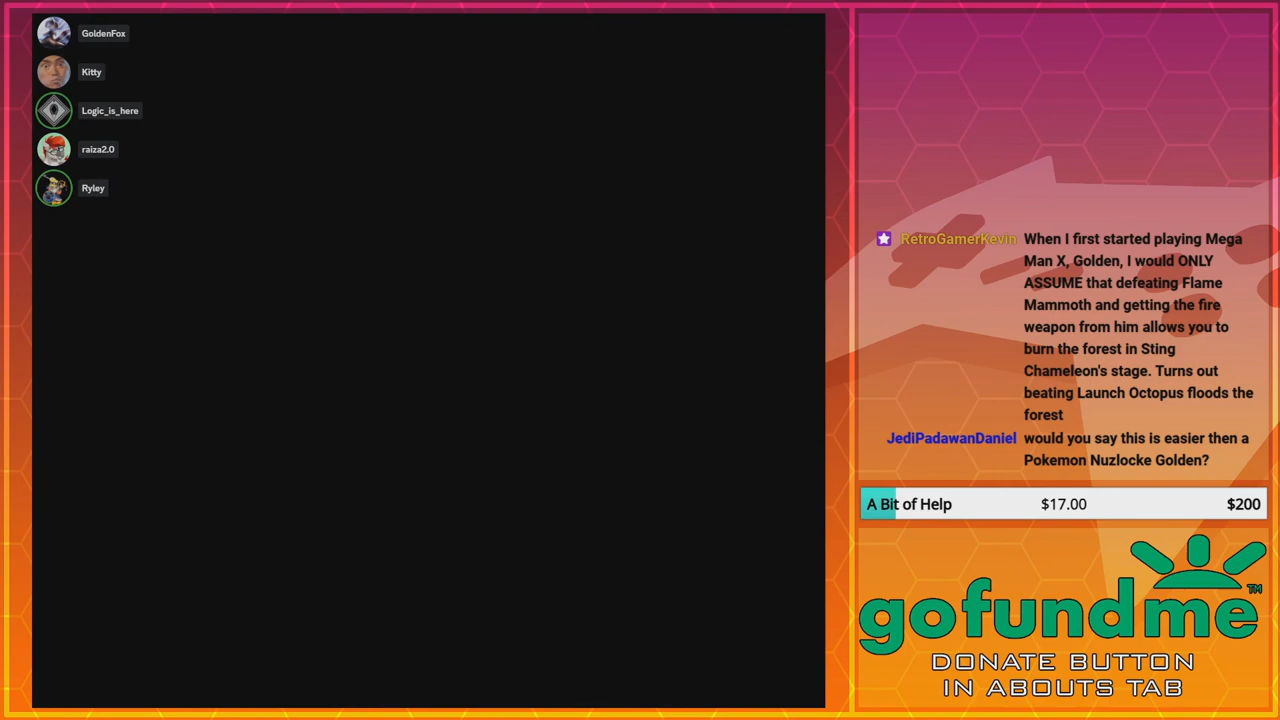 GoldenFox
Kitty
Logic_is_here
raiza2.0
Ryley
RetroGamerKevin When I first started playing Mega
Man X, Golden, I would ONLY
ASSUME that defeating Flame
Mammoth and getting the fire
weapon from him allows you to
burn the forest in Sting
Chameleon's stage. Turns out
beating Launch Octopus floods the
forest
JediPadawanDaniel would you say this is easier then a
Pokemon Nuzlocke Golden?
A Bit of Help $17.00 $200
gofundme™
DONATE BUTTON
IN ABOUTS TAB